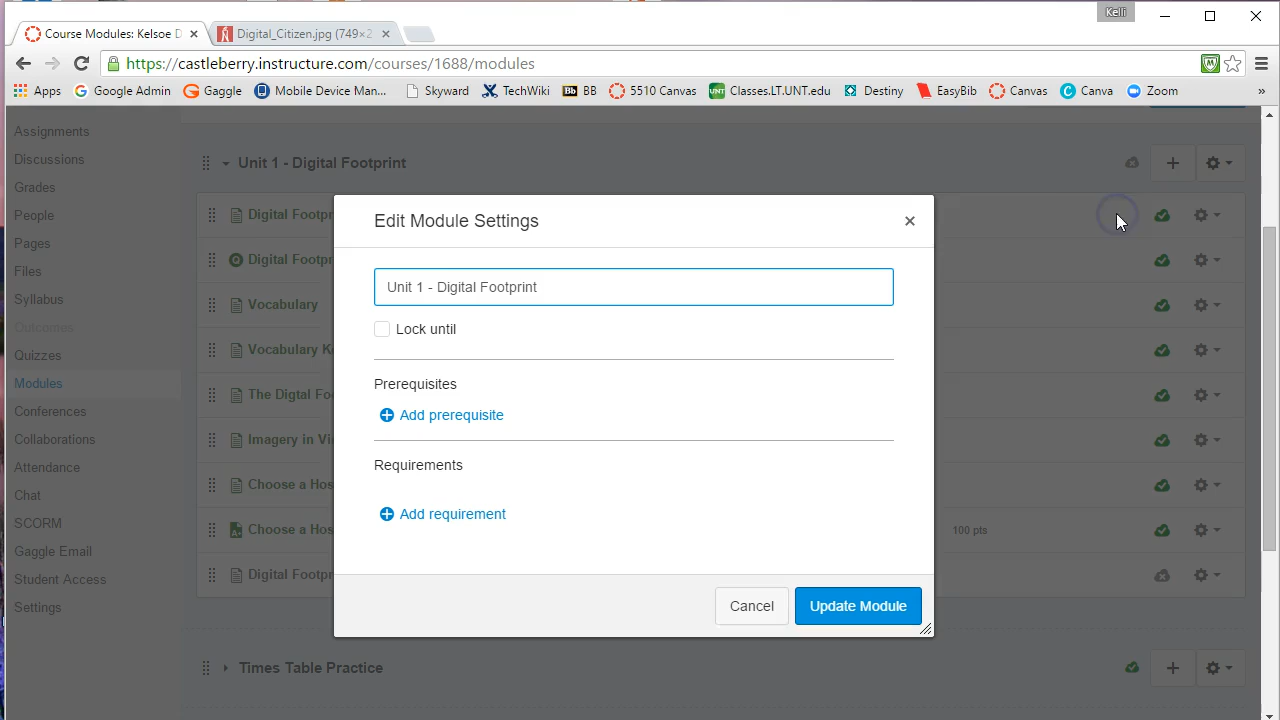 Kelli
Course Modules: Kelsoe D
Digital_Citizen.jpg (749×2
https://castleberry.instructure.com/courses/1688/modules
Apps
Google Admin
Gaggle
Mobile Device Ma...
Skyward
TechWiki
Bb BB
5510 Canvas
UNT Classes.LT.UNT.edu
Destiny
EasyBib
Canvas
Canva
Zoom
»
Assignments
Discussions
Grades
People
Pages
Files
Syllabus
Outcomes
Quizzes
Modules
Conferences
Collaborations
Attendance
Chat
SCORM
Gaggle Email
Student Access
Settings
Unit 1 - Digital Footprint
Digital Footpr
Digital Footpr
Vocabulary
Vocabulary K
The Digtal Fo
Imagery in Vi
Choose a Hos
Choose a Hos
100 pts
Digital Footpr
Times Table Practice
Edit Module Settings
Unit 1 - Digital Footprint
Lock until
Prerequisites
Add prerequisite
Requirements
Add requirement
Cancel
Update Module